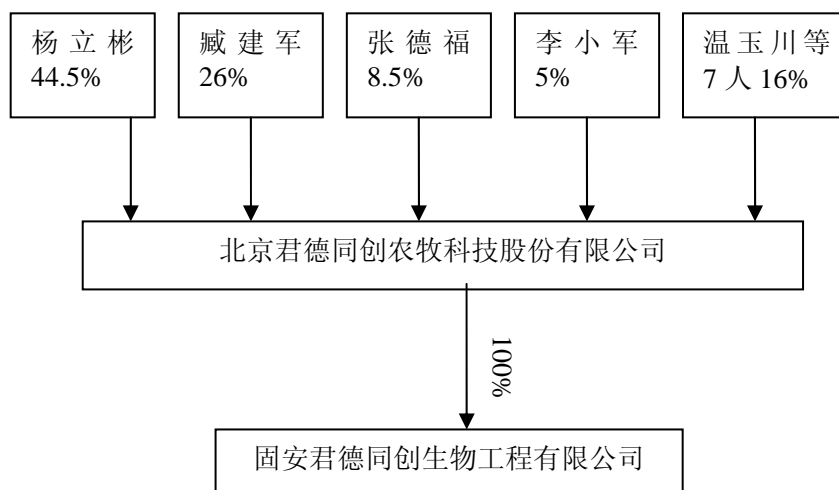 杨立彬
44.5%
臧建军
26%
张德福
8.5%
李小军
5%
温玉川等
7人16%
北京君德同创农牧科技股份有限公司
100%
固安君德同创生物工程有限公司